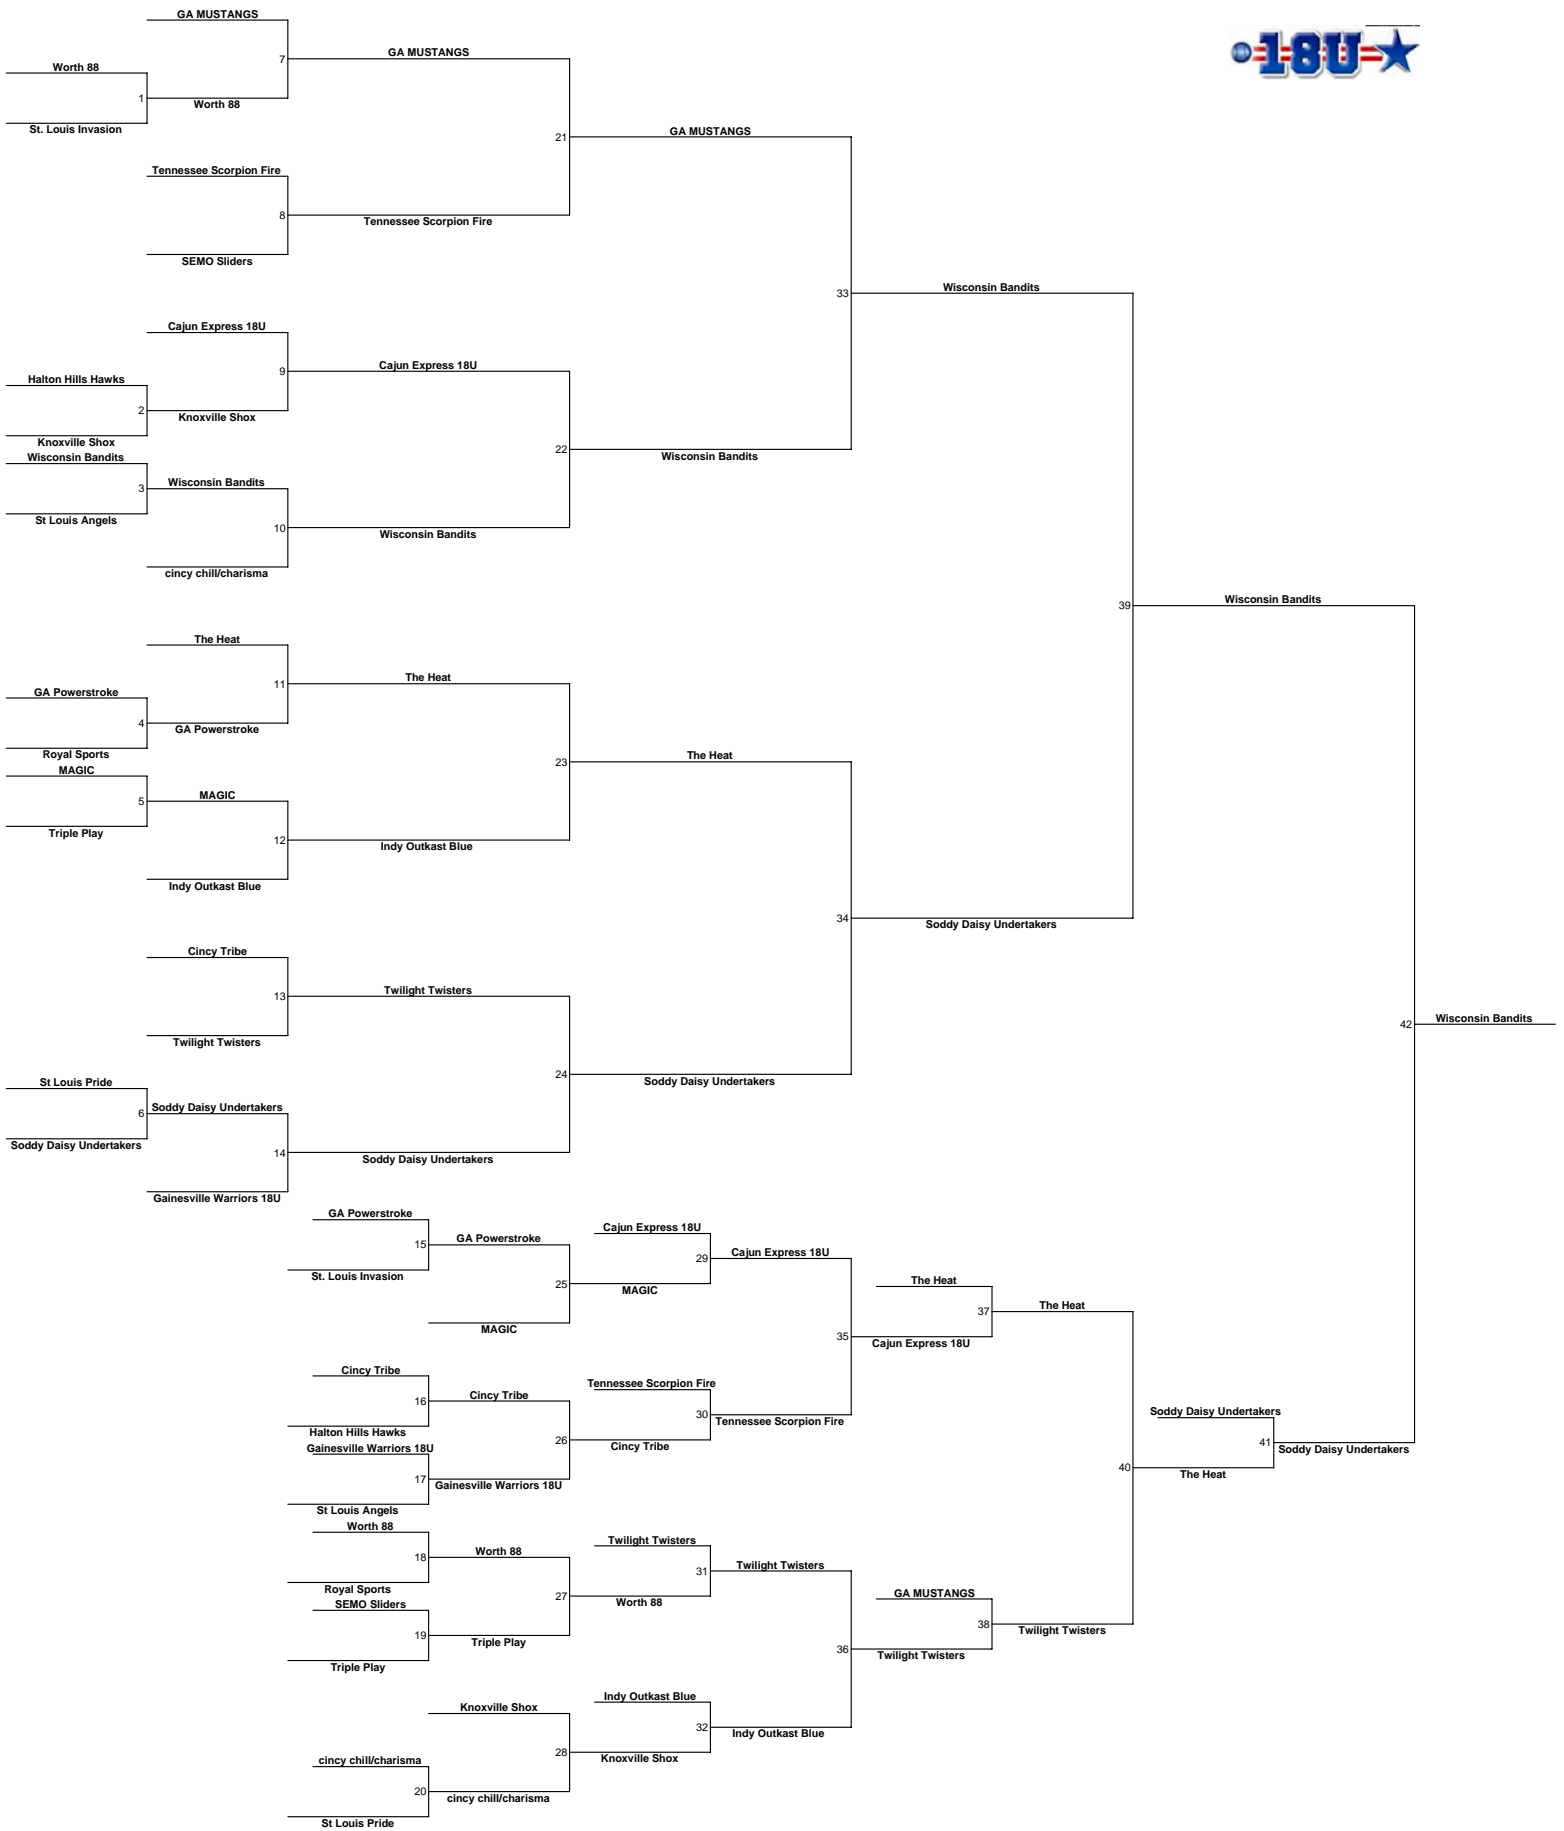 GA MUSTANGS
18U
7
GA MUSTANGS
Worth 88
1
Worth 88
St. Louis Invasion
21
GA MUSTANGS
Tennessee Scorpion Fire
8
Tennessee Scorpion Fire
SEMO Sliders
33
Wisconsin Bandits
Cajun Express 18U
9
Cajun Express 18U
Halton Hills Hawks
2
Knoxville Shox
Knoxville Shox
22
Wisconsin Bandits
Wisconsin Bandits
3
Wisconsin Bandits
St Louis Angels
10
Wisconsin Bandits
cincy chill/charisma
39
Wisconsin Bandits
The Heat
11
The Heat
GA Powerstroke
4
GA Powerstroke
Royal Sports
23
The Heat
MAGIC
5
MAGIC
Triple Play
12
Indy Outkast Blue
Indy Outkast Blue
34
Soddy Daisy Undertakers
Cincy Tribe
13
Twilight Twisters
Twilight Twisters
42
Wisconsin Bandits
24
Soddy Daisy Undertakers
St Louis Pride
6
Soddy Daisy Undertakers
Soddy Daisy Undertakers
14
Soddy Daisy Undertakers
Gainesville Warriors 18U
GA Powerstroke
15
GA Powerstroke
St. Louis Invasion
Cajun Express 18U
29
Cajun Express 18U
25
MAGIC
MAGIC
The Heat
37
The Heat
35
Cajun Express 18U
Cincy Tribe
16
Cincy Tribe
Halton Hills Hawks
Tennessee Scorpion Fire
30
Tennessee Scorpion Fire
26
Cincy Tribe
Gainesville Warriors 18U
17
Gainesville Warriors 18U
St Louis Angels
Soddy Daisy Undertakers
41
Soddy Daisy Undertakers
40
The Heat
Worth 88
18
Worth 88
Royal Sports
Twilight Twisters
31
Twilight Twisters
27
Worth 88
SEMO Sliders
19
Triple Play
Triple Play
GA MUSTANGS
38
Twilight Twisters
36
Twilight Twisters
Knoxville Shox
Indy Outkast Blue
32
Indy Outkast Blue
28
Knoxville Shox
cincy chill/charisma
20
cincy chill/charisma
St Louis Pride